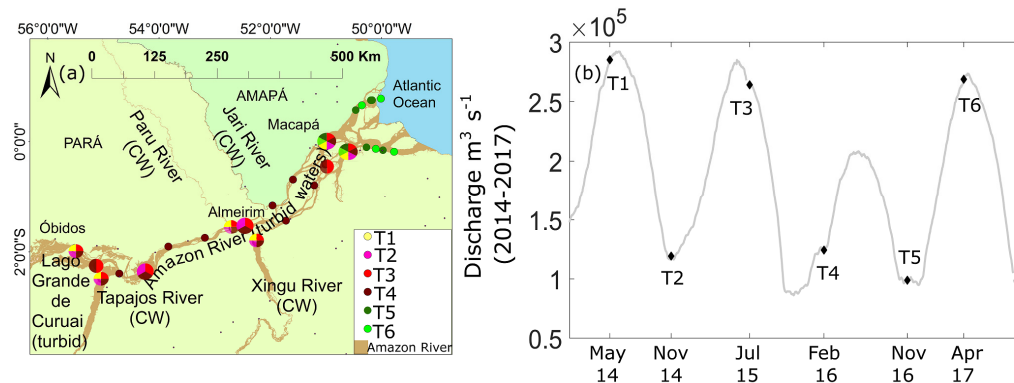 56°0'0"W 54°0'0"W 52°0'0"W 50°0'0"W
N
0 125 250 500 Km
(a)
Atlantic
Ocean
AMAPÁ
Macapá
PARÁ
Jari River
(CW)
Paru River
(CW)
0°0'0"
2°0'0"S
Almeirim
Amazon River (turbid waters)
Óbidos
Lago
Grande
de
Curuai
(turbid)
Tapajos River
(CW)
Xingu River
(CW)
T1
T2
T3
T4
T5
T6
Amazon River
×10⁵
(b)
Discharge m³ s⁻¹
(2014-2017)
3
2.5
2
1.5
1
0.5
T1
T2
T3
T4
T5
T6
May
14
Nov
14
Jul
15
Feb
16
Nov
16
Apr
17